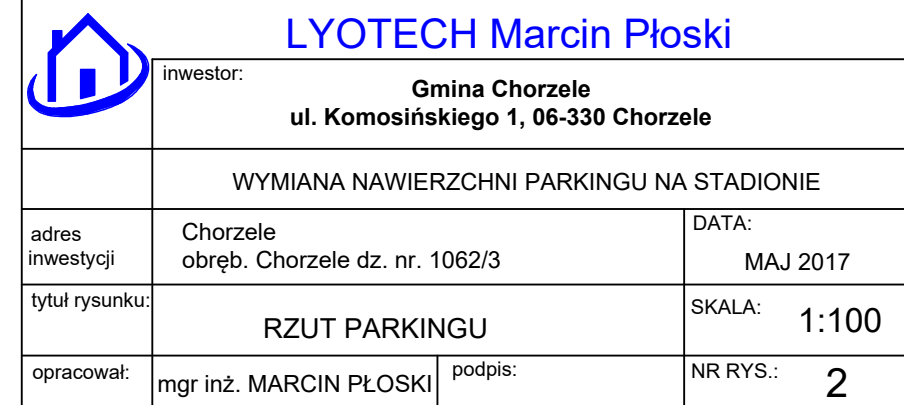 LYOTECH Marcin Płoski
inwestor:
Gmina Chorzele
ul. Komosińskiego 1, 06-330 Chorzele
WYMIANA NAWIERZCHNI PARKINGU NA STADIONIE
adres
inwestycji
Chorzele
obręb. Chorzele dz. nr. 1062/3
DATA:
MAJ 2017
tytuł rysunku:
RZUT PARKINGU
SKALA:
1:100
opracował:
mgr inż. MARCIN PŁOSKI
podpis:
NR RYS.:
2